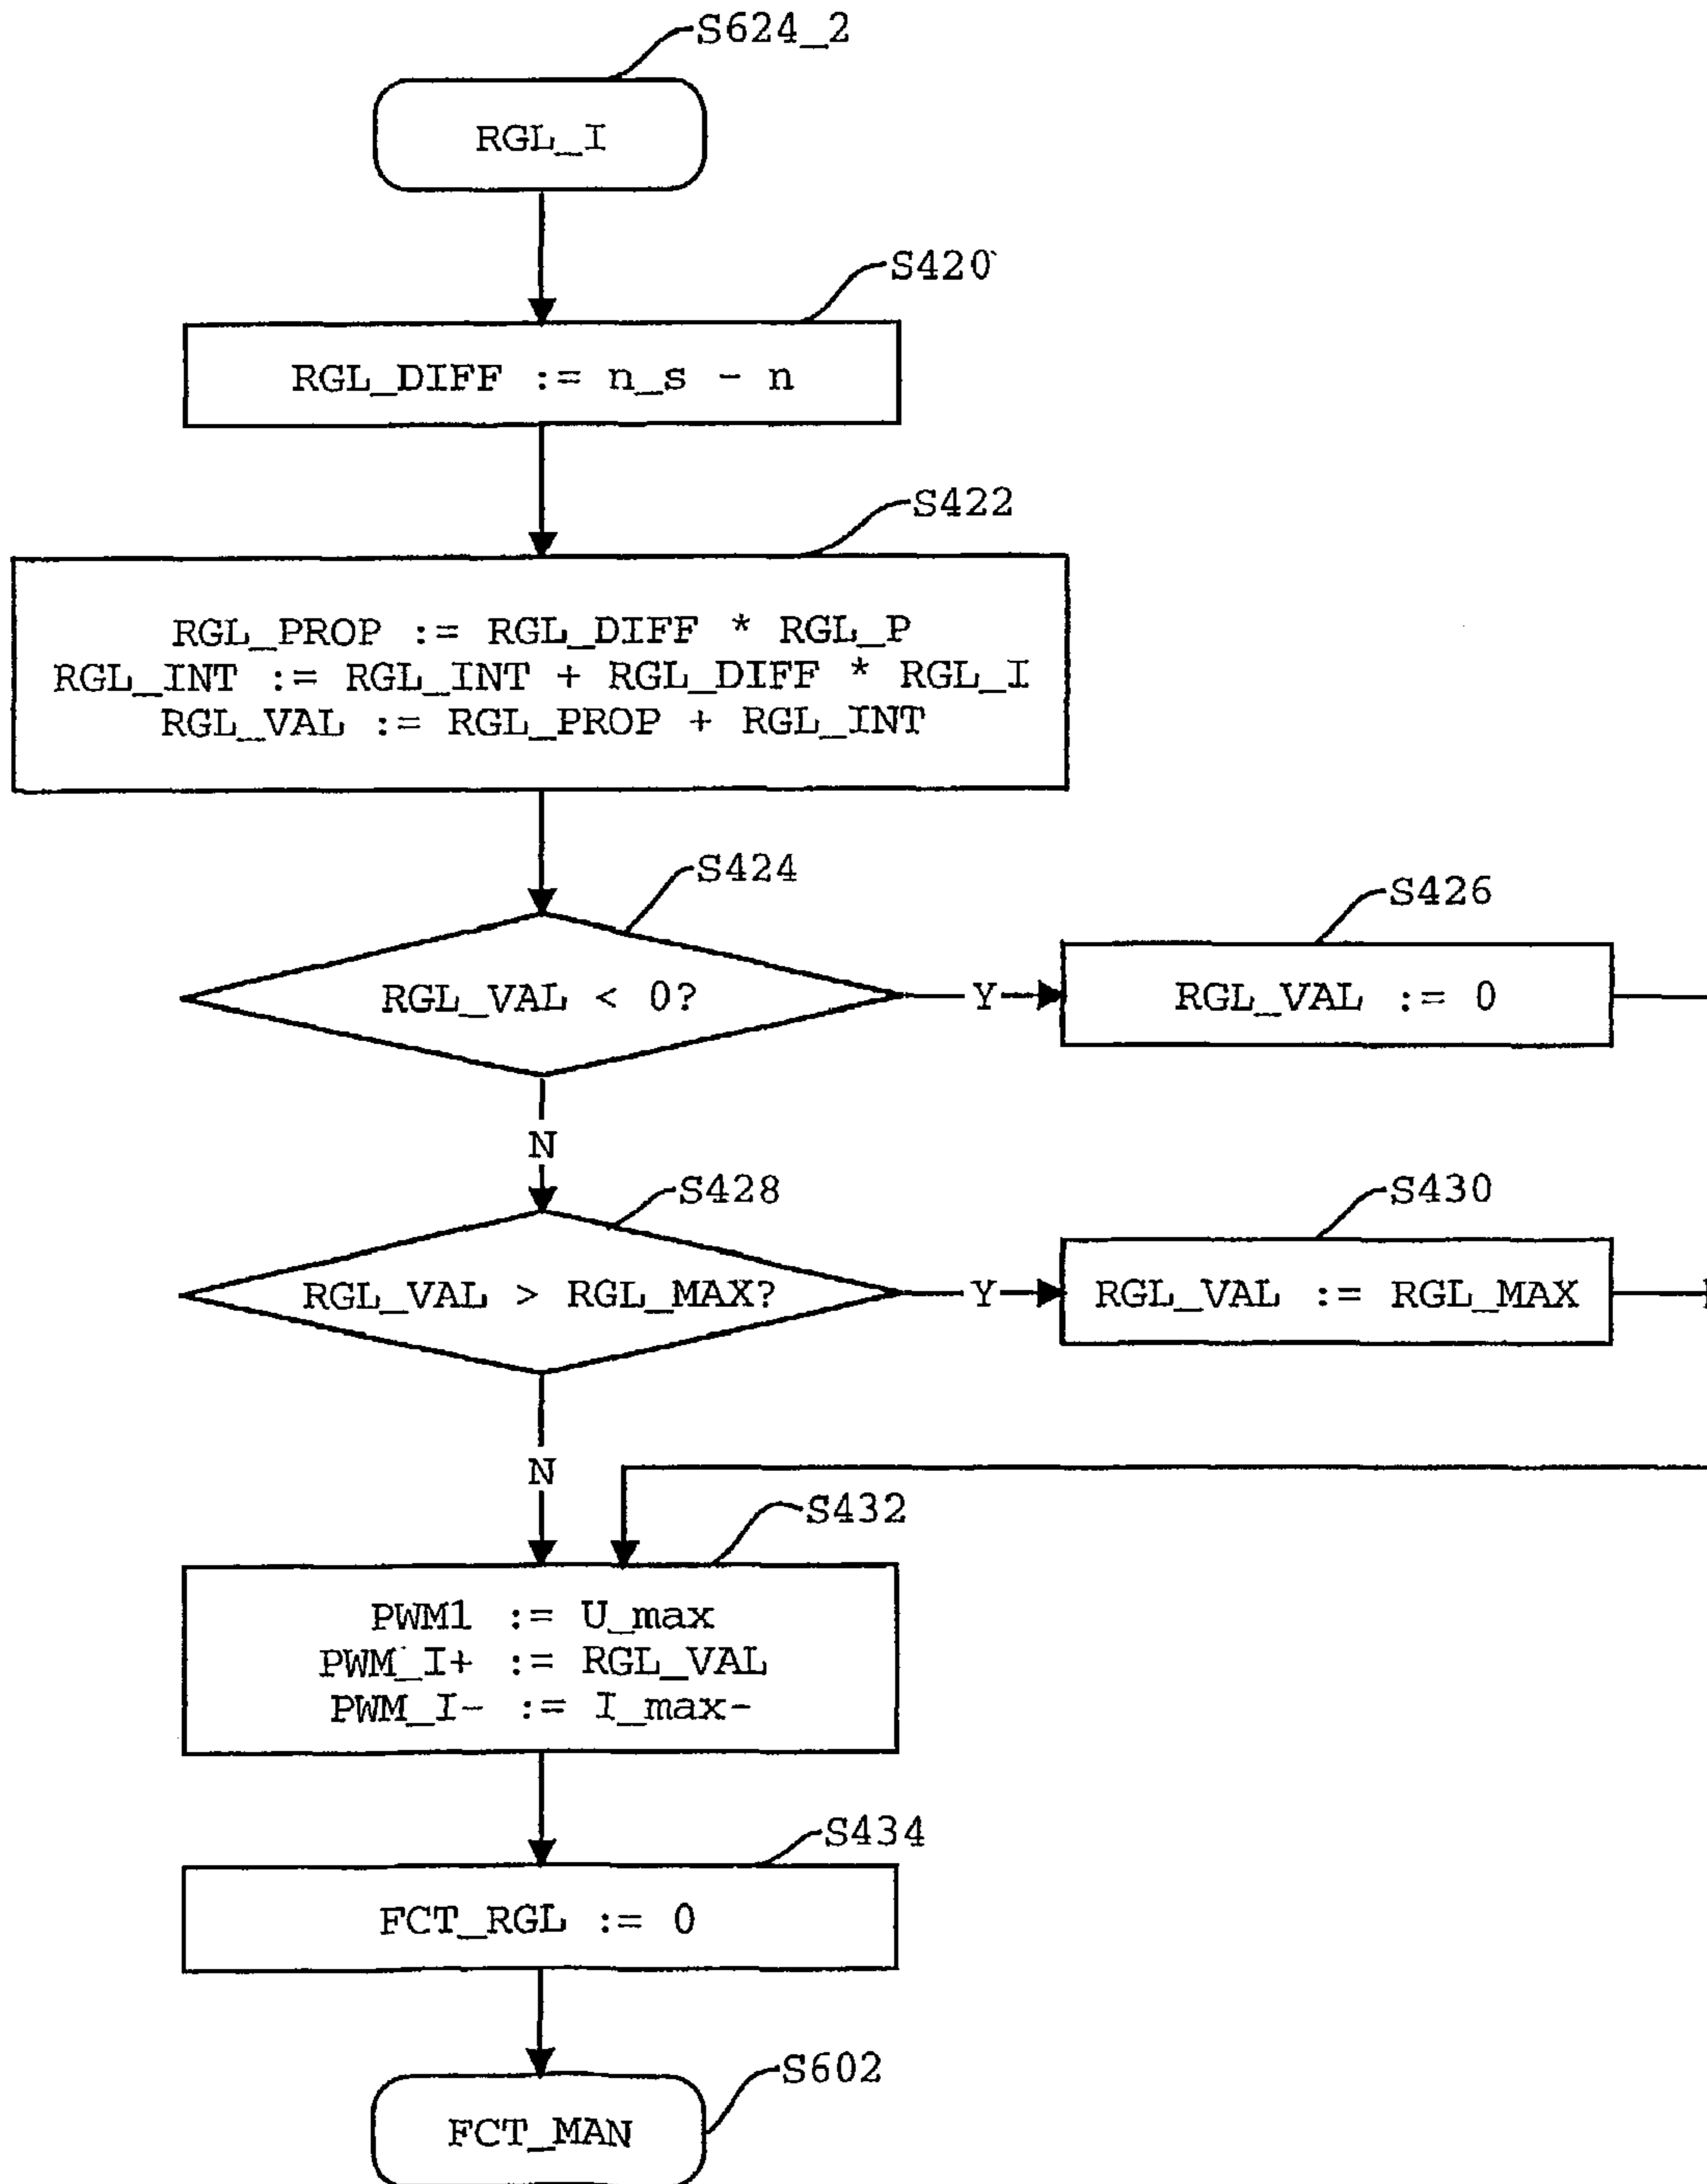 S624_2
RGL_I
S420
RGL_DIFF := n_s - n
S422
RGL_PROP := RGL_DIFF * RGL_P
RGL_INT := RGL_INT + RGL_DIFF * RGL_I
RGL_VAL := RGL_PROP + RGL_INT
S424
S426
RGL_VAL < 0?
Y
RGL_VAL := 0
N
S428
S430
RGL_VAL > RGL_MAX?
Y
RGL_VAL := RGL_MAX
N
S432
PWM1 := U_max
PWM_I+ := RGL_VAL
PWM_I- := I_max-
S434
FCT_RGL := 0
S602
FCT_MAN